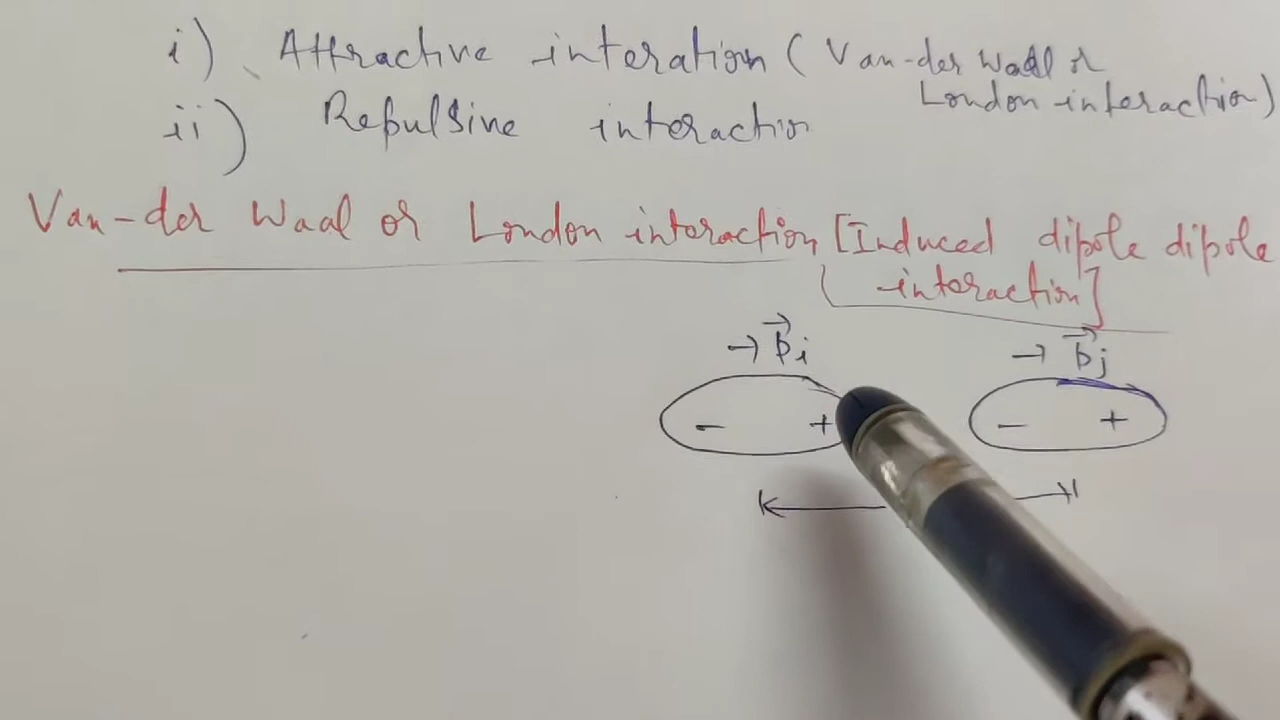 i) Attractive interation (Van-der Waal or
London interaction)
ii) Repulsive interaction
Van-der Waal or London interaction [Induced dipole dipole
interaction]
→ p⃗i → p⃗j
- + - +